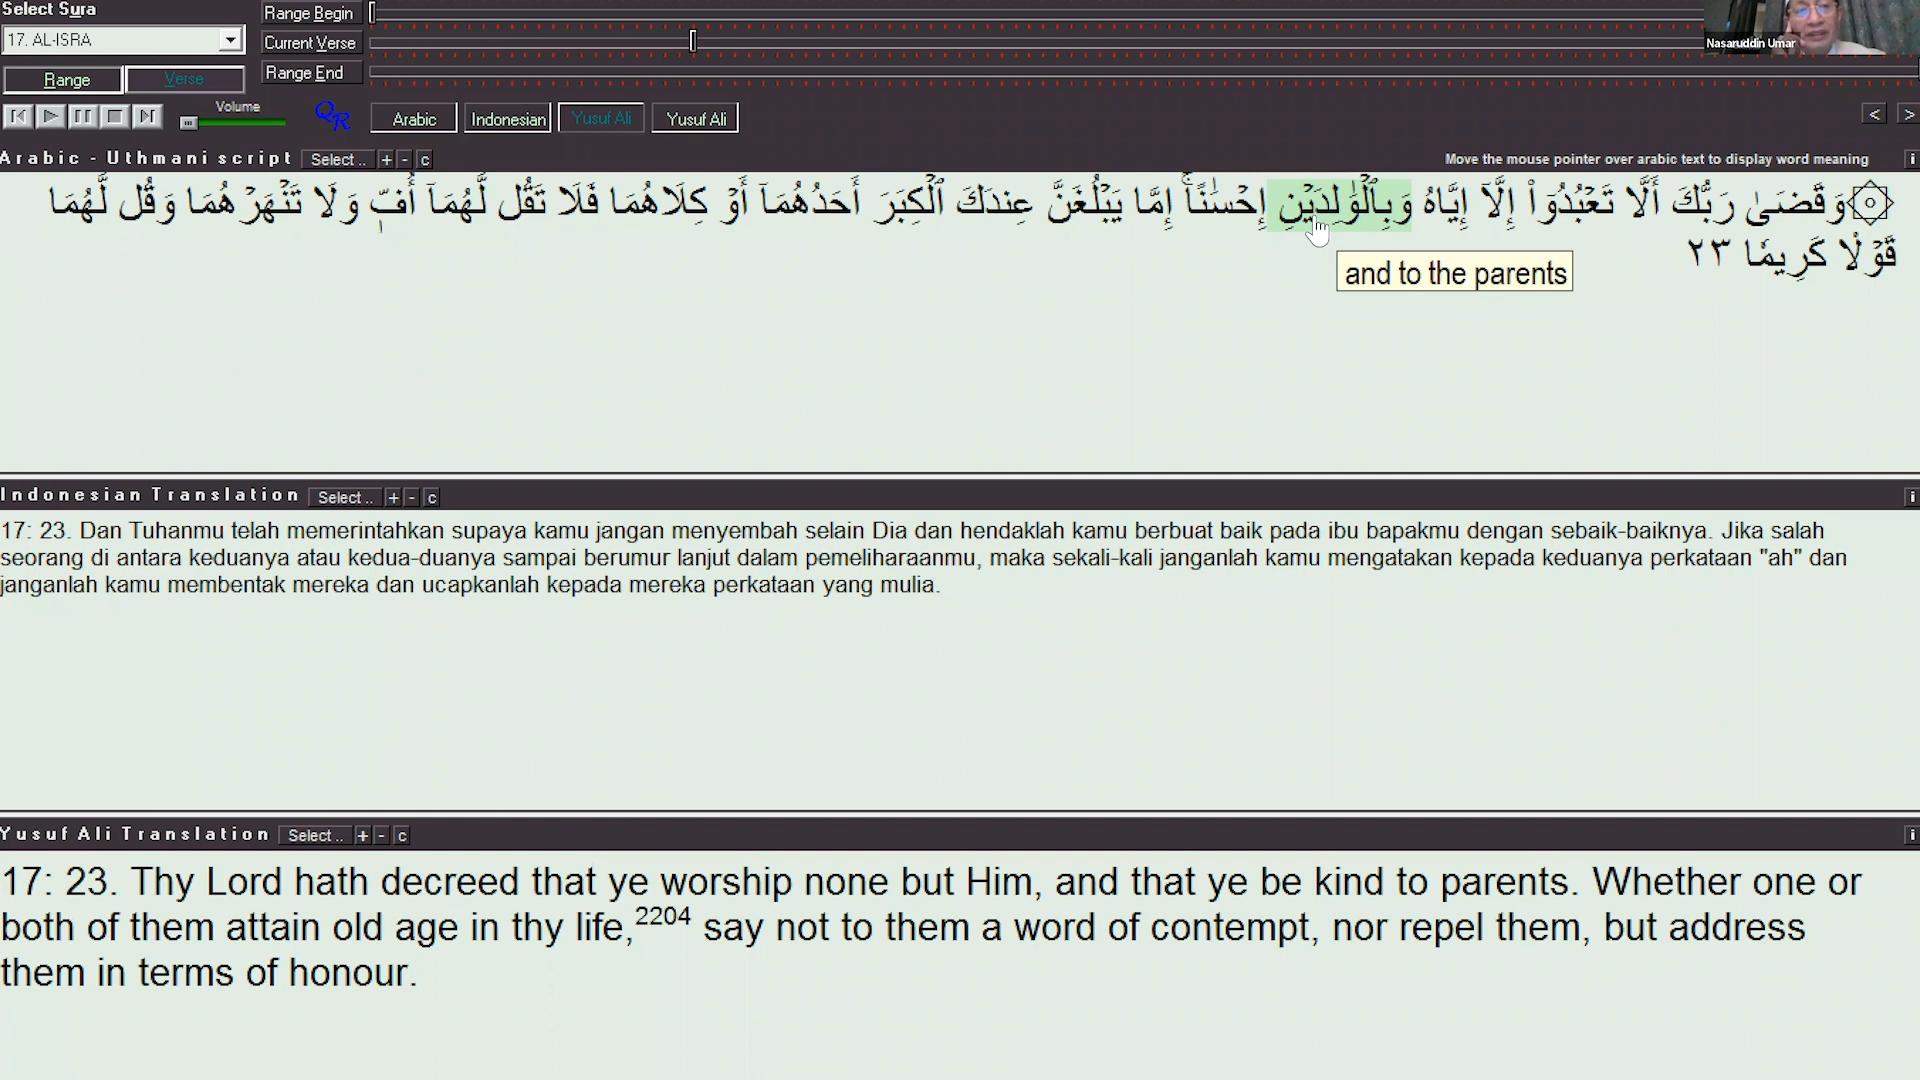 Select Sura
Range Begin
17. AL-ISRA
Current Verse
Nasaruddin Umar
Range Verse
Range End
Volume
QR
Arabic Indonesian Yusuf Ali Yusuf Ali
< >
Arabic - Uthmani script Select .. + - c
Move the mouse pointer over arabic text to display word meaning i
۞وَقَضَىٰ رَبُّكَ أَلَّا تَعۡبُدُوٓاْ إِلَّآ إِيَّاهُ وَبِٱلۡوَٰلِدَيۡنِ إِحۡسَٰنًاۚ إِمَّا يَبۡلُغَنَّ عِندَكَ ٱلۡكِبَرَ أَحَدُهُمَآ أَوۡ كِلَاهُمَا فَلَا تَقُل لَّهُمَآ أُفّٖ وَلَا تَنۡهَرۡهُمَا وَقُل لَّهُمَا
قَوۡلٗا كَرِيمٗا ٢٣
and to the parents
Indonesian Translation Select .. + - c i
17: 23. Dan Tuhanmu telah memerintahkan supaya kamu jangan menyembah selain Dia dan hendaklah kamu berbuat baik pada ibu bapakmu dengan sebaik-baiknya. Jika salah
seorang di antara keduanya atau kedua-duanya sampai berumur lanjut dalam pemeliharaanmu, maka sekali-kali janganlah kamu mengatakan kepada keduanya perkataan "ah" dan
janganlah kamu membentak mereka dan ucapkanlah kepada mereka perkataan yang mulia.
Yusuf Ali Translation Select .. + - c i
17: 23. Thy Lord hath decreed that ye worship none but Him, and that ye be kind to parents. Whether one or
both of them attain old age in thy life,2204 say not to them a word of contempt, nor repel them, but address
them in terms of honour.